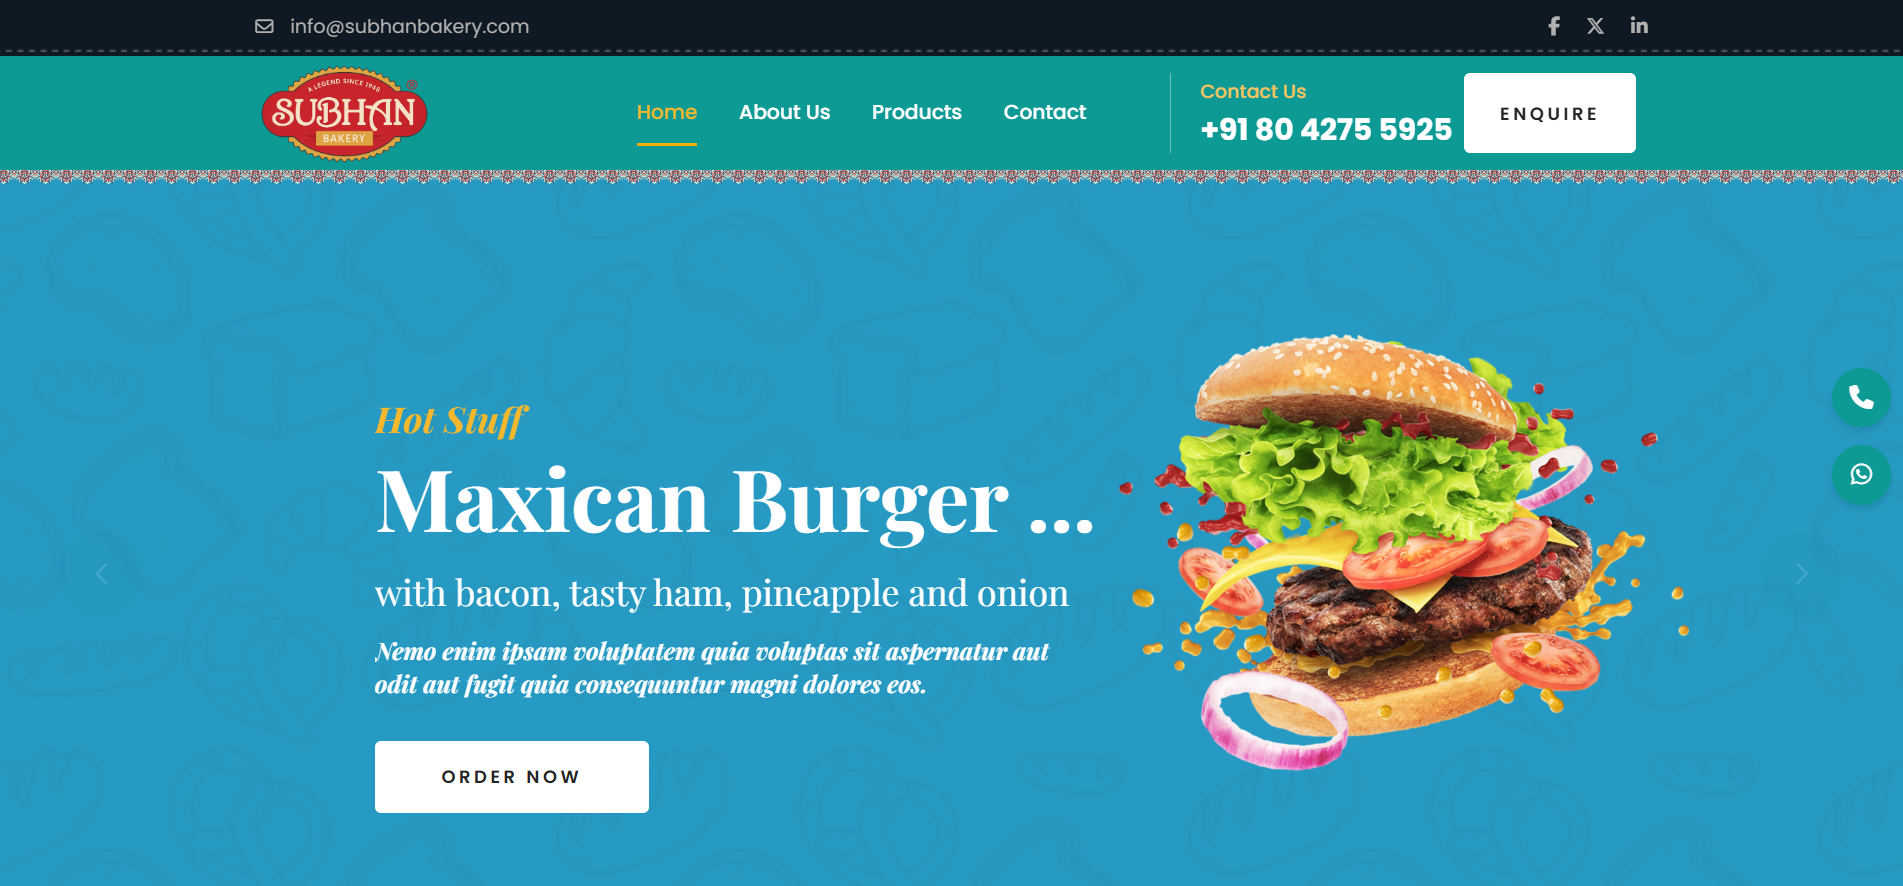 info@subhanbakery.com
A LEGEND SINCE 1948
SUBHAN
BAKERY
Home
About Us
Products
Contact
Contact Us
+91 80 4275 5925
ENQUIRE
Hot Stuff
Maxican Burger ...
with bacon, tasty ham, pineapple and onion
Nemo enim ipsam voluptatem quia voluptas sit aspernatur aut
odit aut fugit quia consequuntur magni dolores eos.
ORDER NOW